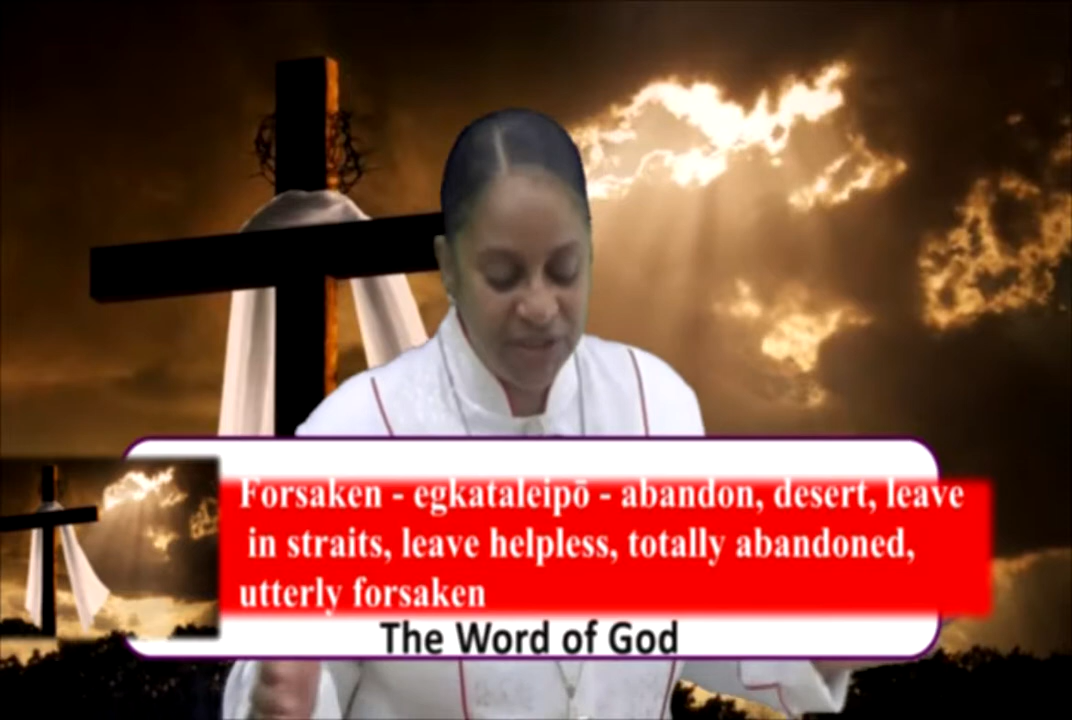 Forsaken - egkataleipō - abandon, desert, leave
in straits, leave helpless, totally abandoned,
utterly forsaken
The Word of God